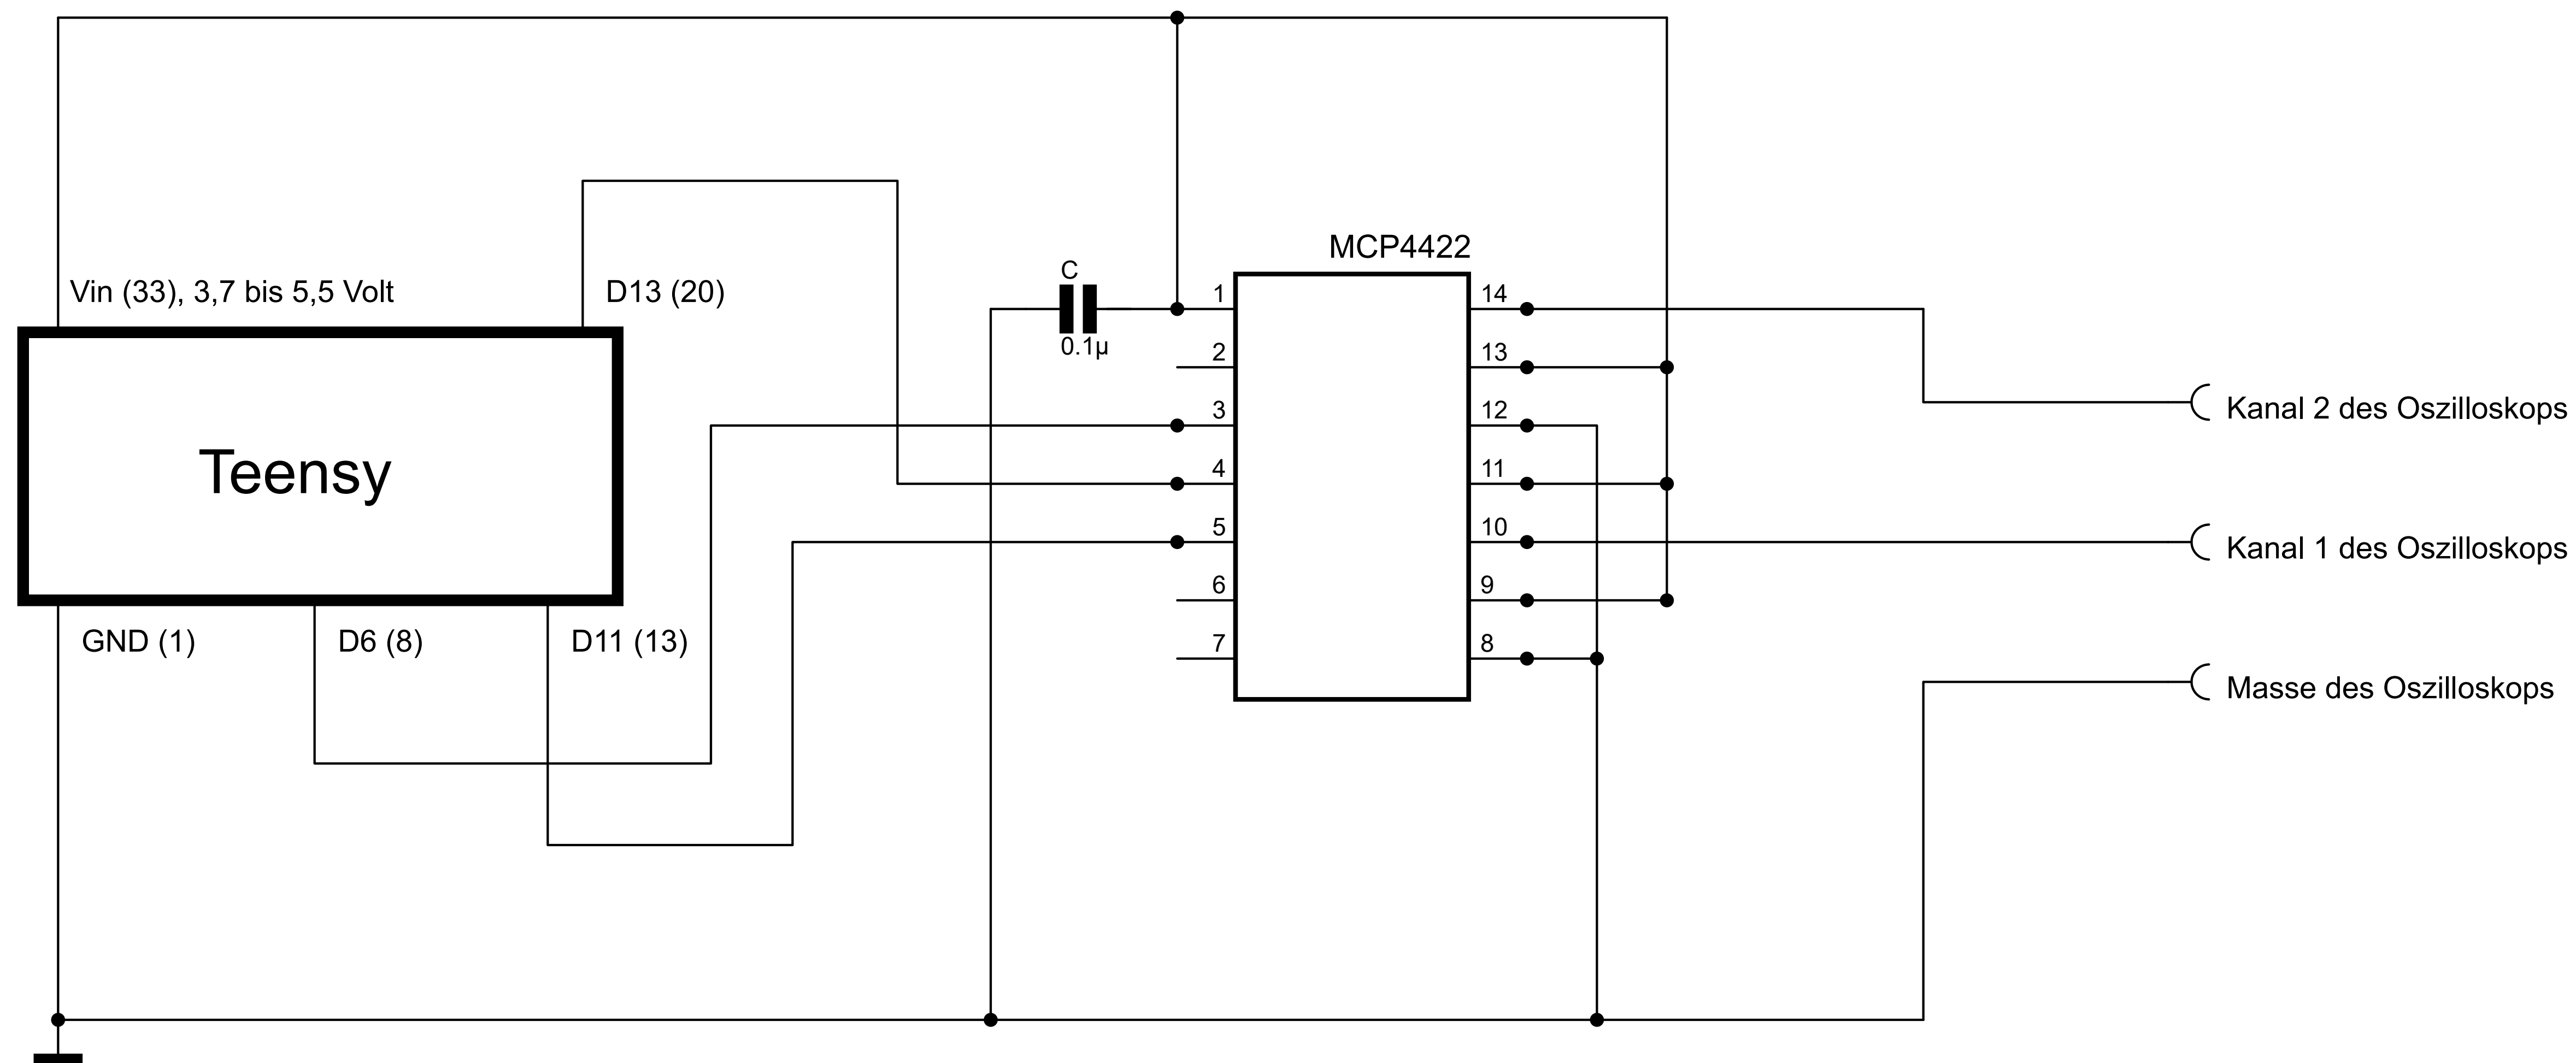 MCP4422
Vin (33), 3,7 bis 5,5 Volt
D13 (20)
C
0.1µ
1
2
3
4
5
6
7
14
13
12
11
10
9
8
Teensy
GND (1)
D6 (8)
D11 (13)
Kanal 2 des Oszilloskops
Kanal 1 des Oszilloskops
Masse des Oszilloskops